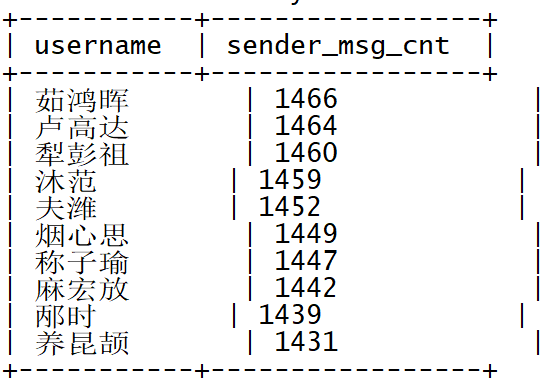 +-----------+-----------------+
| username | sender_msg_cnt |
+-----------+-----------------+
| 茹鸿晖 | 1466 |
| 卢高达 | 1464 |
| 犁彭祖 | 1460 |
| 沐范 | 1459 |
| 夫潍 | 1452 |
| 烟心思 | 1449 |
| 称子瑜 | 1447 |
| 麻宏放 | 1442 |
| 邴时 | 1439 |
| 养昆颉 | 1431 |
+-----------+-----------------+